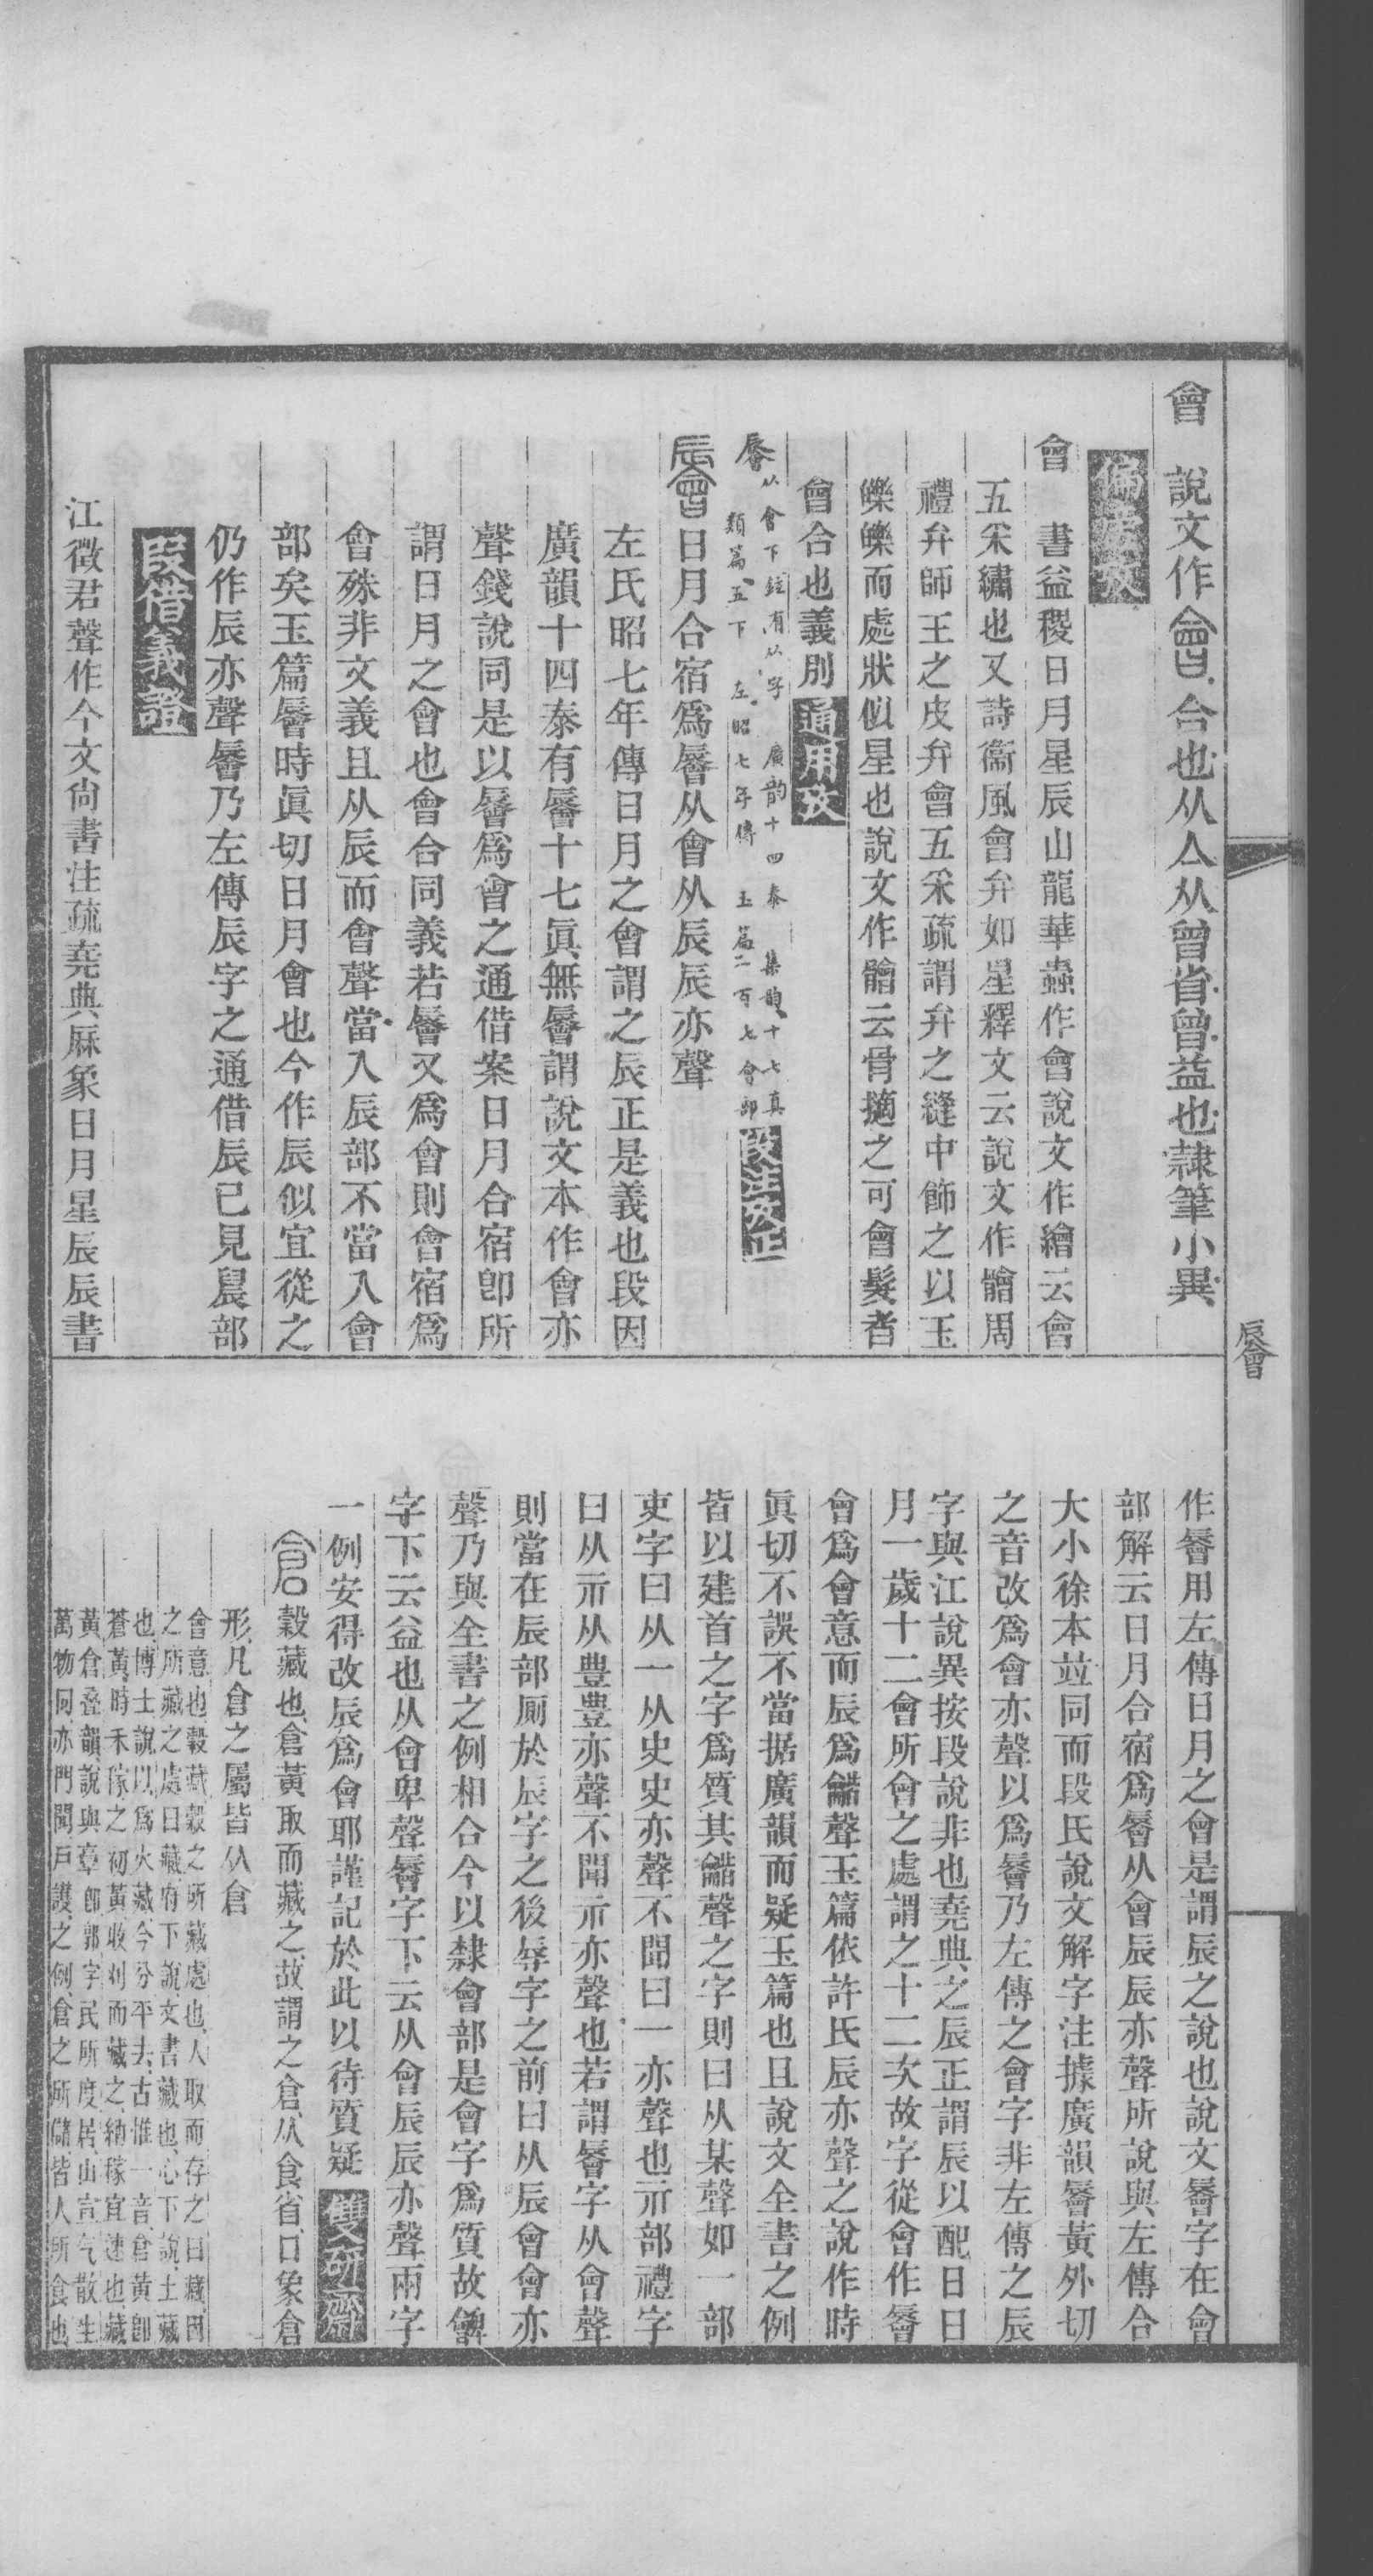 會　說文作會合也从亼从曾省曾益也隸筆小異
會　書益稷日月星辰山龍華蟲作會說文作繪云會
五采繡也又詩衞風會弁如星釋文云說文作䯤周
禮弁師王之皮弁會五采疏謂弁之縫中飾之以玉
皪皪而處狀似星也說文作䯤云骨擿之可會髮者
會合也義別　通用攷
㫳从會下註有从字　廣韵十四泰　集韵十七真
類篇五下　左昭七年傳　玉篇二百七會部
段注攷正
㬐日月合宿爲㬐从會从辰辰亦聲
左氏昭七年傳日月之會謂之辰正是義也段因
廣韻十四泰有㬐十七眞無㬐謂說文本作會亦
聲錢說同是以㬐爲會之通借案日月合宿卽所
謂日月之會也會合同義若㬐又爲會則會宿爲
會殊非文義且从辰而會聲當入辰部不當入會
部矣玉篇㬐時眞切日月會也今作辰似宜從之
仍作辰亦聲㬐乃左傳辰字之通借辰已見晨部
段借義證
江徵君聲作今文尙書注疏堯典厤象日月星辰辰書
辰會
作㬐用左傳日月之會是謂辰之說也說文㬐字在會
部解云日月合宿爲㬐从會辰辰亦聲所說與左傳合
大小徐本竝同而段氏說文解字注據廣韻㬐黃外切
之音改爲會亦聲以爲㬐乃左傳之會字非左傳之辰
字與江說異按段說非也堯典之辰正謂辰以配日日
月一歲十二會所會之處謂之十二次故字從會作㬐
會爲會意而辰爲龤聲玉篇依許氏辰亦聲之說作時
眞切不誤不當据廣韻而疑玉篇也且說文全書之例
皆以建首之字爲質其龤聲之字則曰从某聲如一部
吏字曰从一从史史亦聲不聞曰一亦聲也示部禮字
曰从示从豊豊亦聲不聞示亦聲也若謂㬐字从會聲
則當在辰部厠於辰字之後辱字之前曰从辰會會亦
聲乃與全書之例相合今以隸會部是會字爲質故䇔
字下云益也从會卑聲㬐字下云从會辰辰亦聲兩字
一例安得改辰爲會耶謹記於此以待質疑　雙硏齋
倉穀藏也倉黃取而藏之故謂之倉从食省口象倉
形凡倉之屬皆从倉
會意也穀藏穀之所藏處也人取而存之曰藏因
之所藏之處曰藏府下說文書藏也心下說土藏
也博士說以爲火藏今分平去古惟一音倉黃卽
蒼黃時禾稼之初黃收刈而藏之納稼宜速也藏
黃倉疊韻說與𩫖卽郭字民所度居也宣气散生
萬物同亦門聞戶護之例倉之所儲皆人所食也